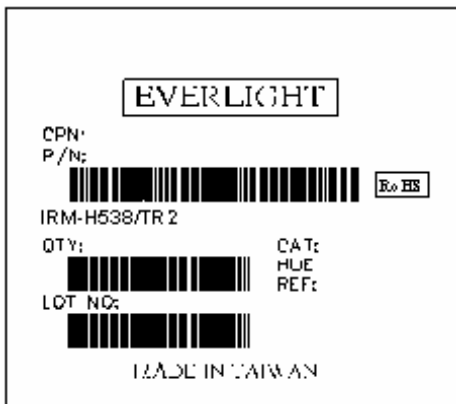 EVERLIGHT
CPN:
P/N:
RoHS
IRM-H538/TR2
QTY:
CAT:
HUE
REF:
LOT NO:
MADE IN TAIWAN